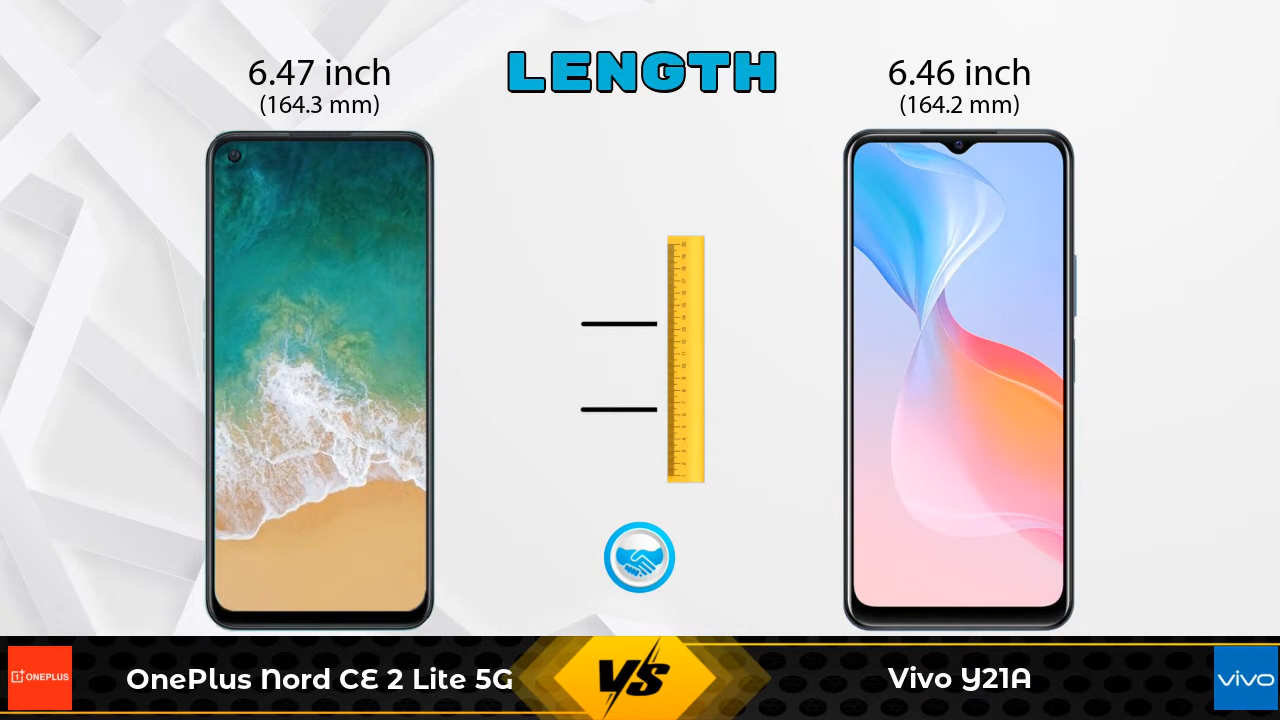 LENGTH
6.47 inch
(164.3 mm)
6.46 inch
(164.2 mm)
ONEPLUS
OnePlus Nord CE 2 Lite 5G
VS
Vivo Y21A
vivo